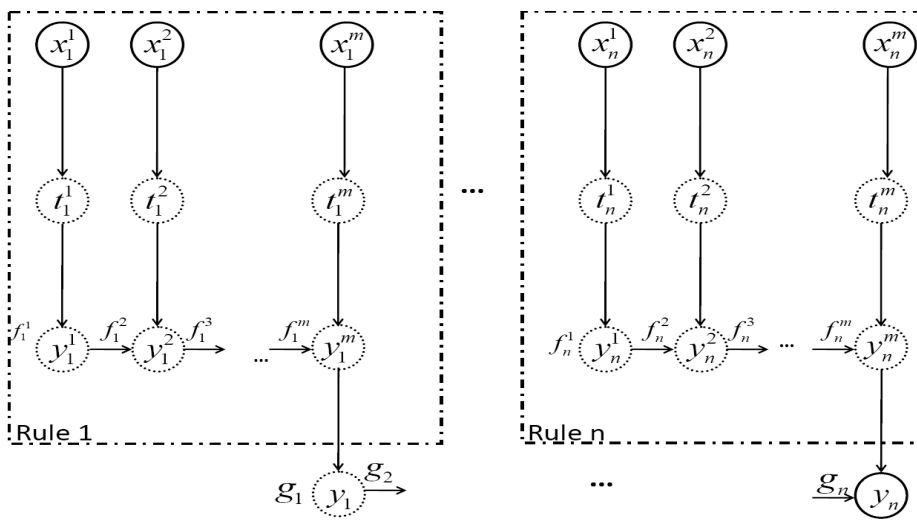 x_1^1 x_1^2 x_1^m x_n^1 x_n^2 x_n^m
t_1^1 t_1^2 t_1^m ... t_n^1 t_n^2 t_n^m
f_1^1 y_1^1 f_1^2 y_1^2 f_1^3 ... f_1^m y_1^m f_n^1 y_n^1 f_n^2 y_n^2 f_n^3 ... f_n^m y_n^m
Rule 1 Rule n
g_1 y_1 g_2 ... g_n y_n